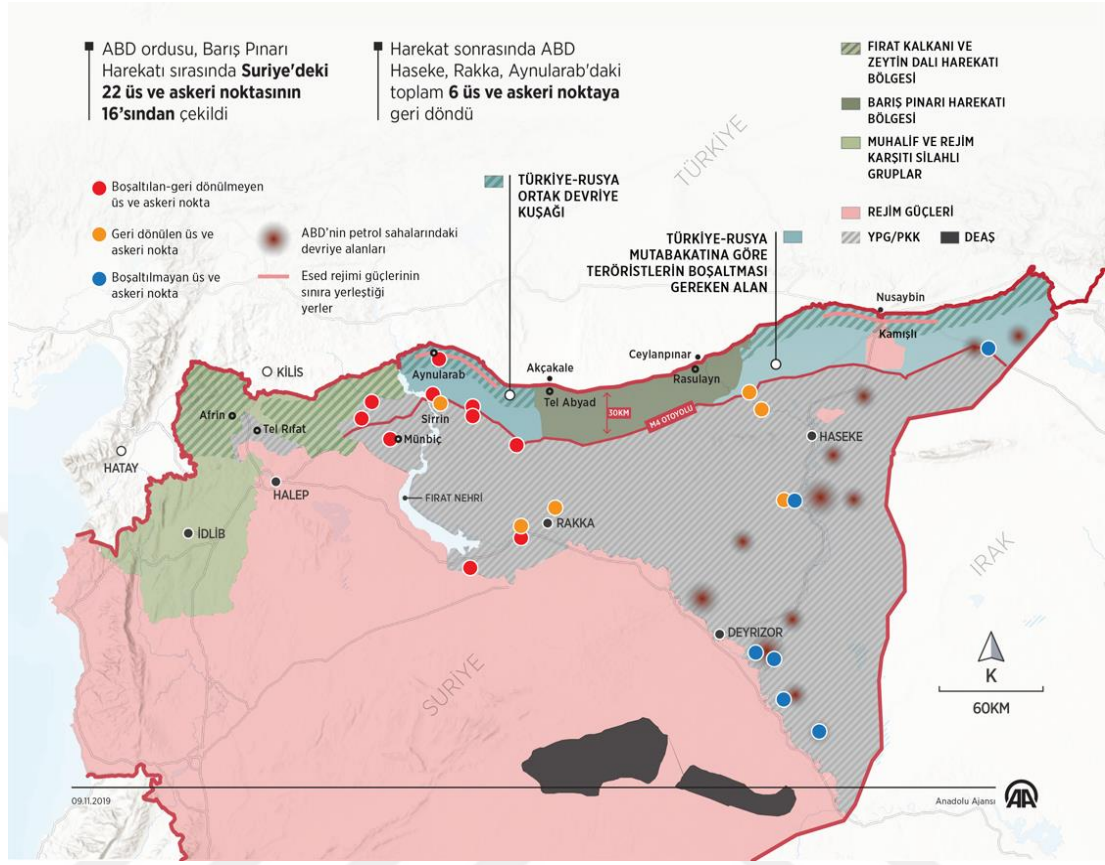 ABD ordusu, Barış Pınarı
Harekatı sırasında Suriye'deki
22 üs ve askeri noktasının
16'sından çekildi
Harekat sonrasında ABD
Haseke, Rakka, Aynularab'daki
toplam 6 üs ve askeri noktaya
geri döndü
FIRAT KALKANI VE
ZEYTİN DALI HAREKATI
BÖLGESİ
BARIŞ PINARI HAREKATI
BÖLGESİ
MUHALİF VE REJİM
KARŞITI SİLAHLI
GRUPLAR
REJİM GÜÇLERİ
YPG/PKK
DEAŞ
Boşaltılan-geri dönülmeyen
üs ve askeri nokta
Geri dönülen üs ve
askeri nokta
Boşaltılmayan üs ve
askeri nokta
ABD'nin petrol sahalarındaki
devriye alanları
Esed rejimi güçlerinin
sınıra yerleştiği
yerler
TÜRKİYE-RUSYA
ORTAK DEVRİYE
KUŞAĞI
TÜRKİYE-RUSYA
MUTABAKATINA GÖRE
TERÖRİSTLERİN BOŞALTMASI
GEREKEN ALAN
TÜRKİYE
Nusaybin
Kamışlı
Ceylanpınar
Rasulayn
Akçakale
Tel Abyad
30KM
M4 OTOYOLU
Aynularab
KİLİS
Afrin
Tel Rıfat
Sirrin
Münbiç
HATAY
HALEP
FIRAT NEHRİ
HASEKE
İDLİB
RAKKA
IRAK
DEYRIZOR
SURİYE
K
60KM
09.11.2019
Anadolu Ajansı
AA